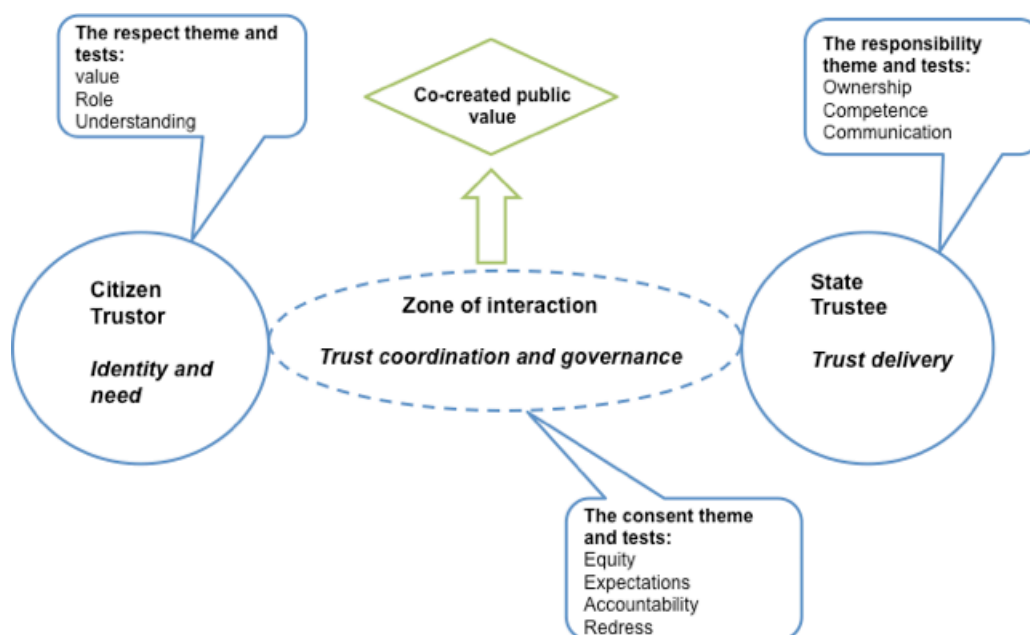 The respect theme and
tests:
value
Role
Understanding
Co-created public
value
The responsibility
theme and tests:
Ownership
Competence
Communication
Citizen
Trustor
Identity and
need
Zone of interaction
Trust coordination and governance
State
Trustee
Trust delivery
The consent theme
and tests:
Equity
Expectations
Accountability
Redress